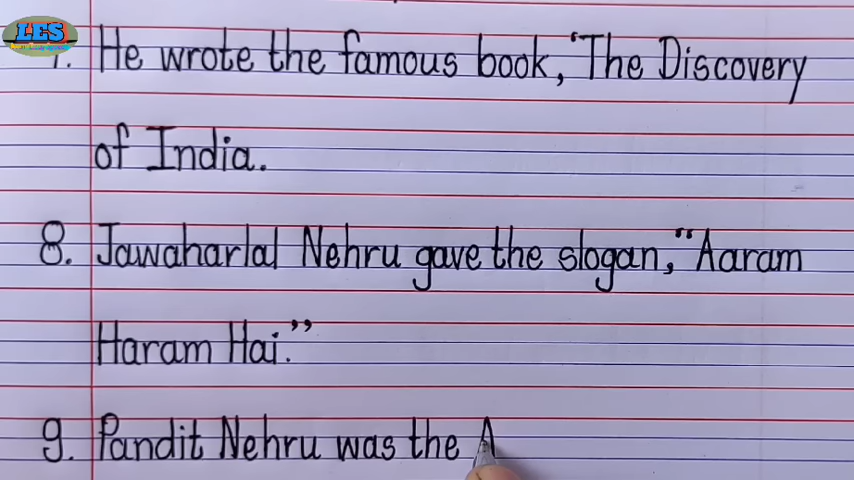 LES
7. He wrote the famous book, 'The Discovery
of India.
8. Jawaharlal Nehru gave the slogan, "Aaram
Haram Hai."
9. Pandit Nehru was the A